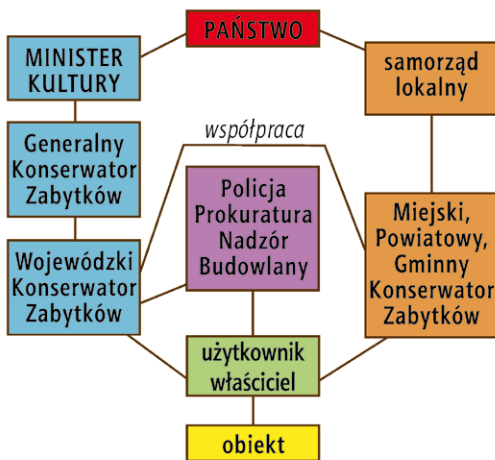 PAŃSTWO
MINISTER
KULTURY
samorząd
lokalny
Generalny
Konserwator
Zabytków
współpraca
Policja
Prokuratura
Nadzór
Budowlany
Miejski,
Powiatowy,
Gminny
Konserwator
Zabytków
Wojewódzki
Konserwator
Zabytków
użytkownik
właściciel
obiekt